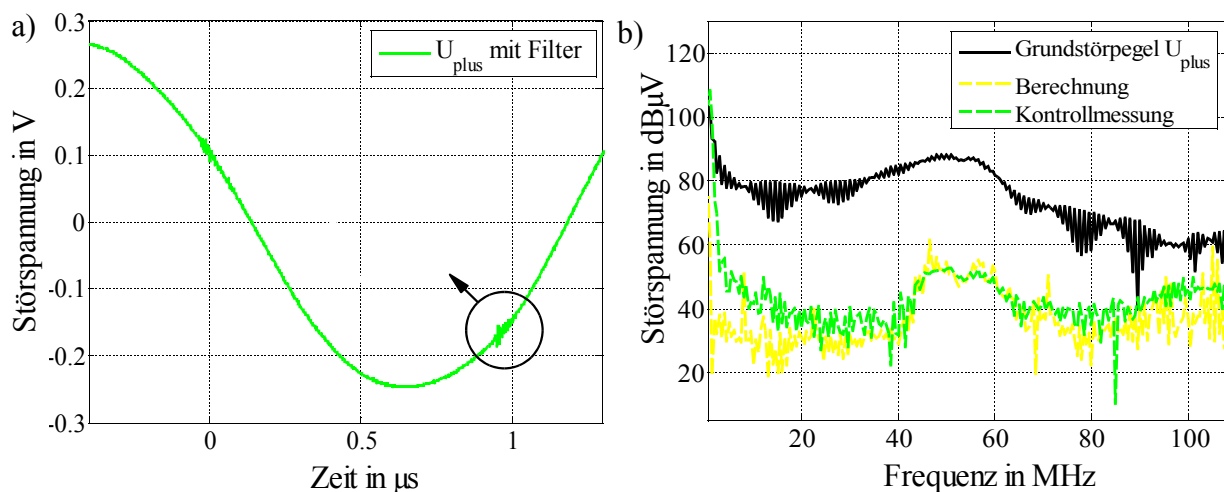 a)
0.3
0.2
0.1
0
-0.1
-0.2
-0.3
Störspannung in V
U plus mit Filter
0
0.5
1
Zeit in µs
b)
120
100
80
60
40
20
Störspannung in dBµV
Grundstörpegel U plus
Berechnung
Kontrollmessung
20
40
60
80
100
Frequenz in MHz